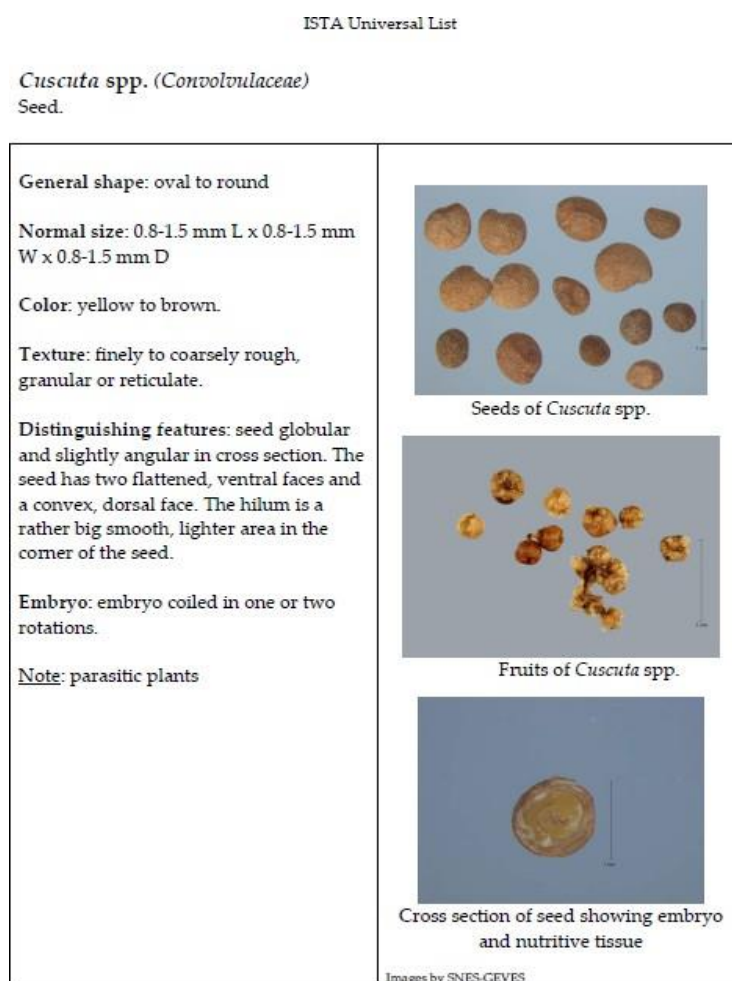 ISTA Universal List
Cuscuta spp. (Convolvulaceae)
Seed.
General shape: oval to round
Normal size: 0.8-1.5 mm L x 0.8-1.5 mm
W x 0.8-1.5 mm D
Color: yellow to brown.
Texture: finely to coarsely rough,
granular or reticulate.
Distinguishing features: seed globular
and slightly angular in cross section. The
seed has two flattened, ventral faces and
a convex, dorsal face. The hilum is a
rather big smooth, lighter area in the
corner of the seed.
Embryo: embryo coiled in one or two
rotations.
Note: parasitic plants
Seeds of Cuscuta spp.
Fruits of Cuscuta spp.
Cross section of seed showing embryo
and nutritive tissue
Images by SNES-GEVES